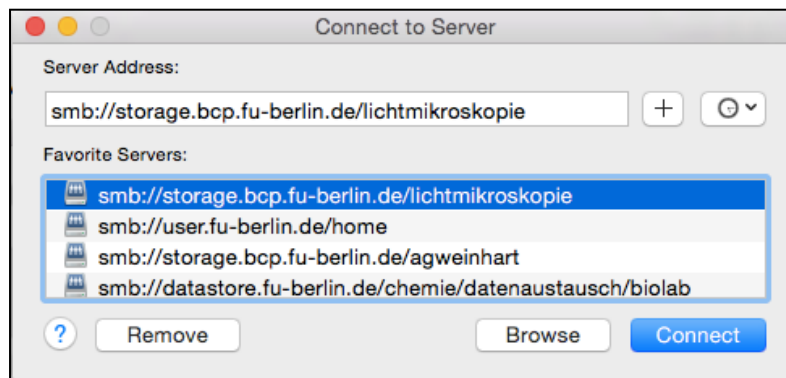 Connect to Server
Server Address:
smb://storage.bcp.fu-berlin.de/lichtmikroskopie
Favorite Servers:
smb://storage.bcp.fu-berlin.de/lichtmikroskopie
smb://user.fu-berlin.de/home
smb://storage.bcp.fu-berlin.de/agweinhart
smb://datastore.fu-berlin.de/chemie/datenaustausch/biolab
? Remove Browse Connect